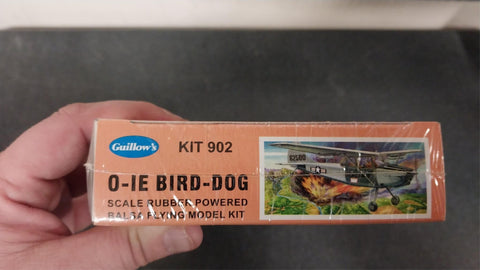 Guillow's
KIT 902
O-IE BIRD-DOG
SCALE RUBBER POWERED
BALSA FLYING MODEL KIT